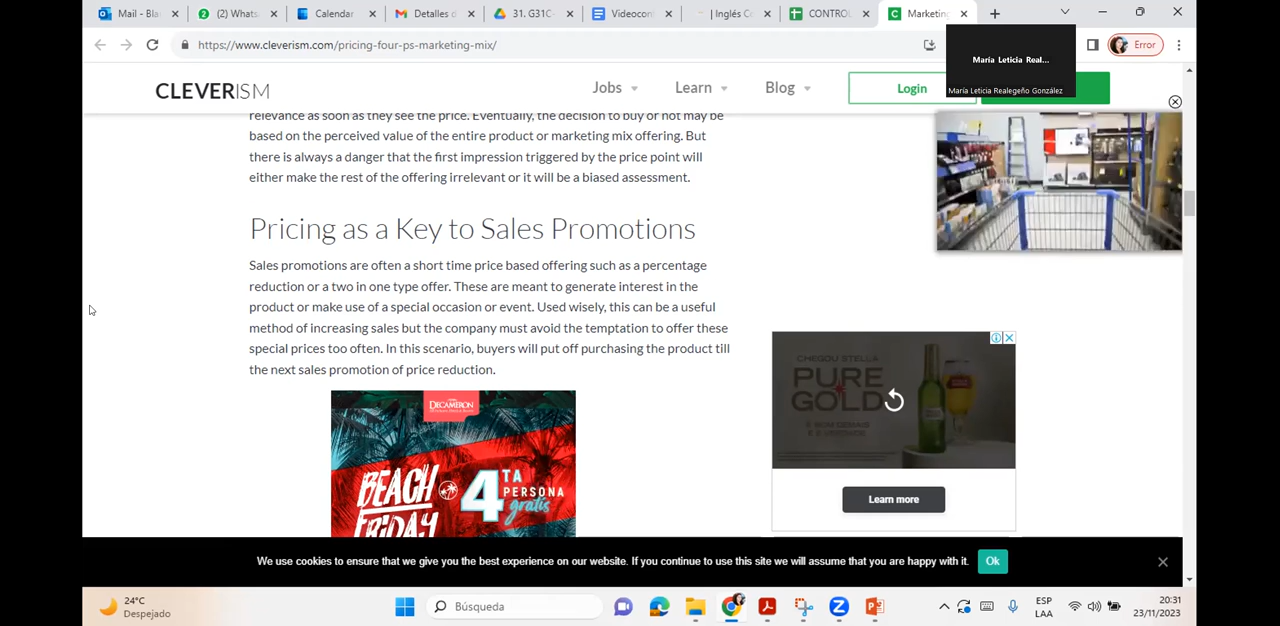 Mail - Bla
(2) Whats
Calendar
Detalles d
31. G31C-
Videocon
| Inglés Ce
CONTROL
Marketing
https://www.cleverism.com/pricing-four-ps-marketing-mix/
Error
María Leticia Real...
María Leticia Realegeño González
CLEVERISM
Jobs
Learn
Blog
Login
relevance as soon as they see the price. Eventually, the decision to buy or not may be
based on the perceived value of the entire product or marketing mix offering. But
there is always a danger that the first impression triggered by the price point will
either make the rest of the offering irrelevant or it will be a biased assessment.
Pricing as a Key to Sales Promotions
Sales promotions are often a short time price based offering such as a percentage
reduction or a two in one type offer. These are meant to generate interest in the
product or make use of a special occasion or event. Used wisely, this can be a useful
method of increasing sales but the company must avoid the temptation to offer these
special prices too often. In this scenario, buyers will put off purchasing the product till
the next sales promotion of price reduction.
DECAMERON
BEACH
FRIDAY
4TA
PERSONA
gratis
CHEGOU STELLA
PURE
GOLD
Learn more
We use cookies to ensure that we give you the best experience on our website. If you continue to use this site we will assume that you are happy with it.
Ok
24°C
Despejado
Búsqueda
ESP
LAA
20:31
23/11/2023